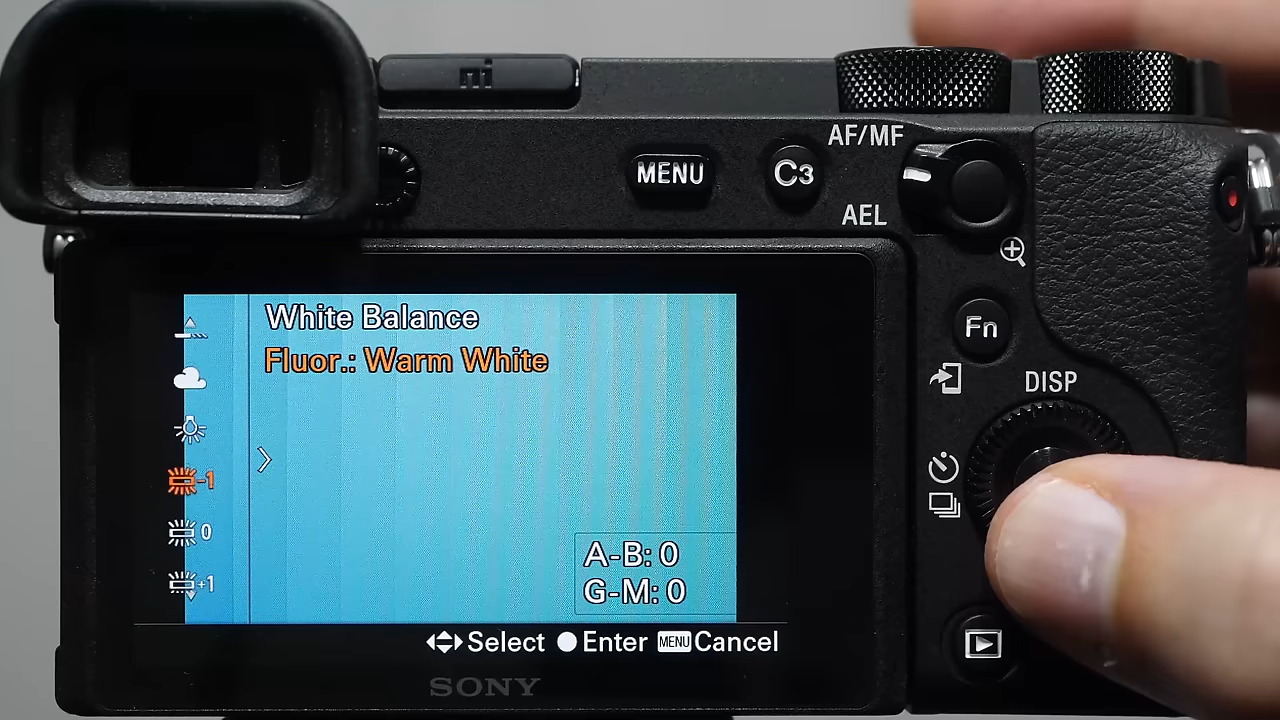 mi
MENU
C3
AF/MF
AEL
Fn
DISP
White Balance
Fluor.: Warm White
-1
0
+1
A-B: 0
G-M: 0
Select Enter MENU Cancel
SONY